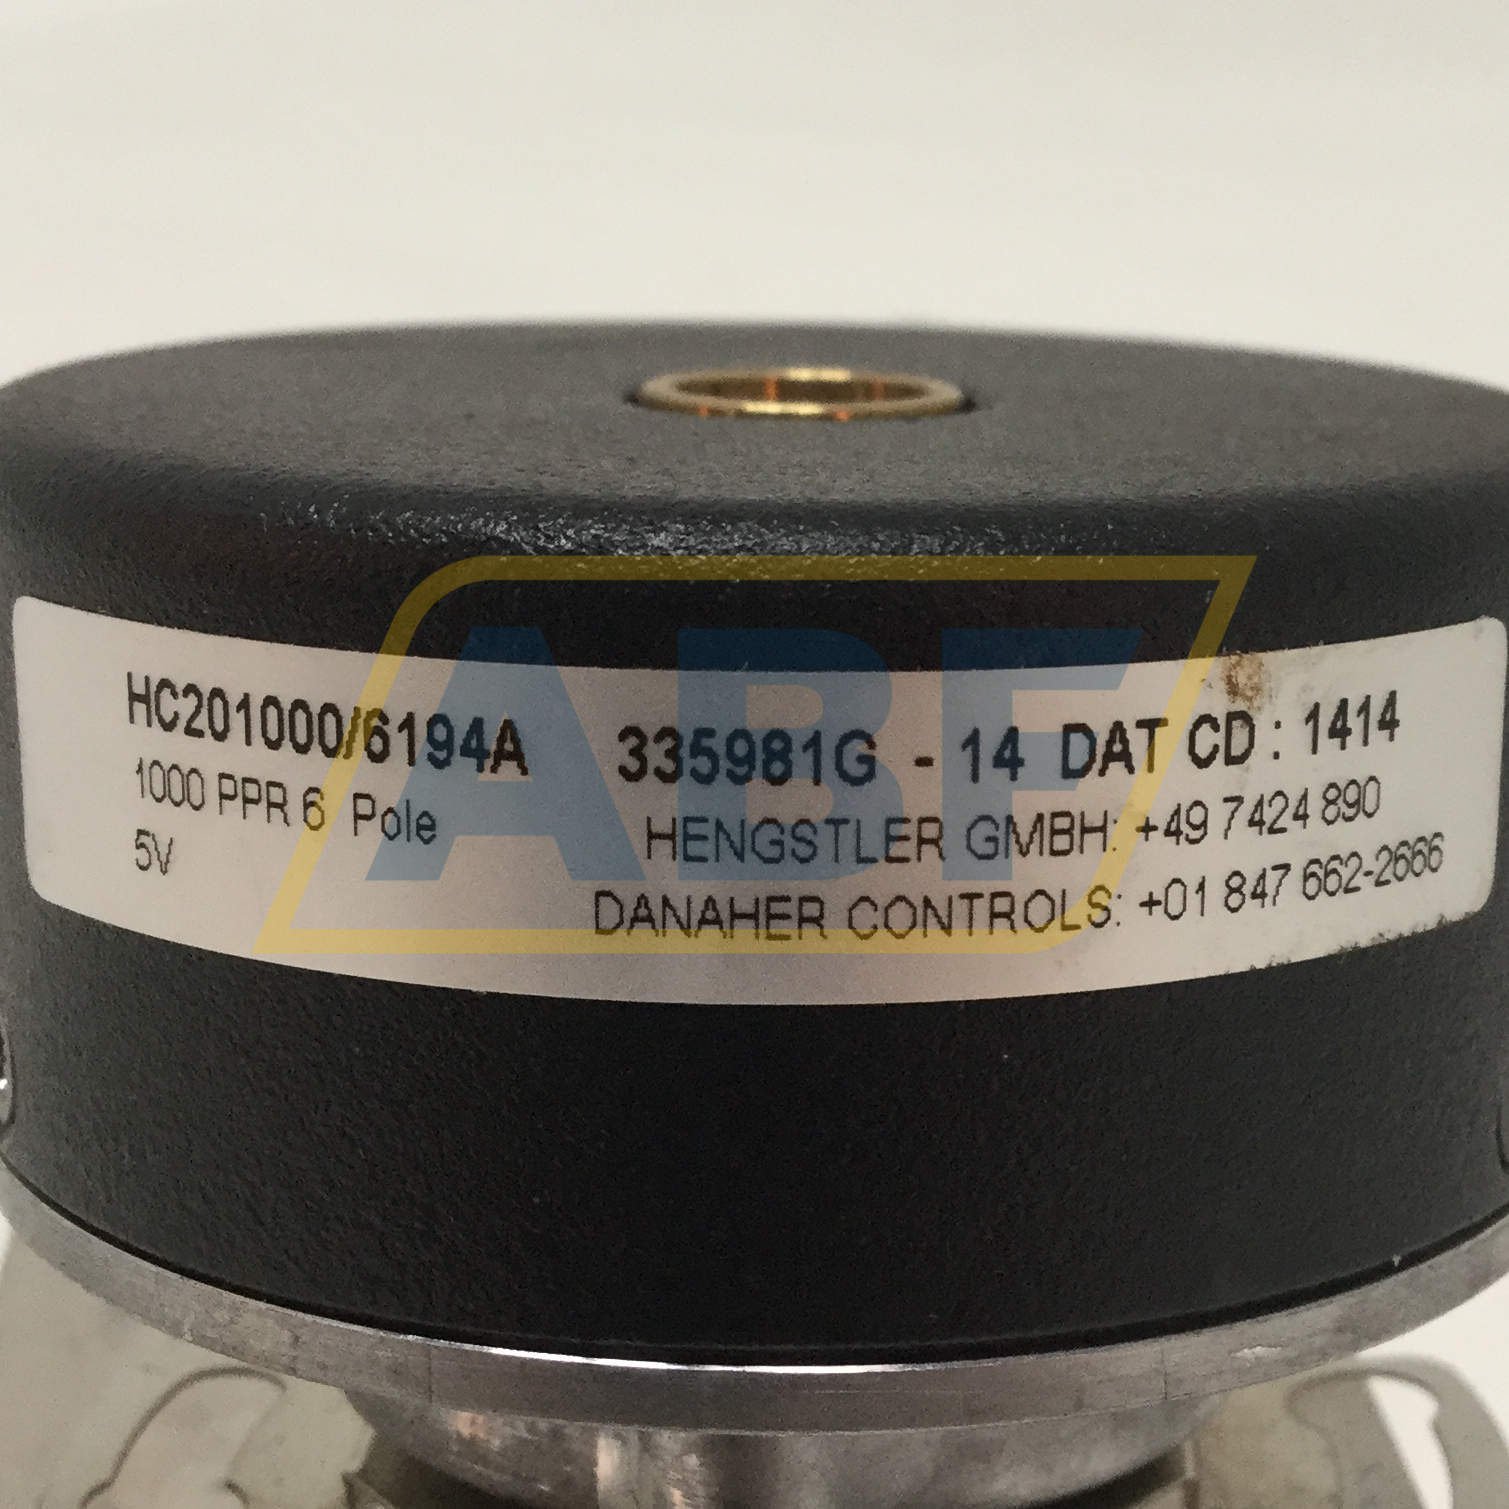 HC201000/6194A 335981G - 14 DAT CD : 1414
1000 PPR 6 Pole HENGSTLER GMBH: +49 7424 890
5V DANAHER CONTROLS: +01 847 662-2666
ABF